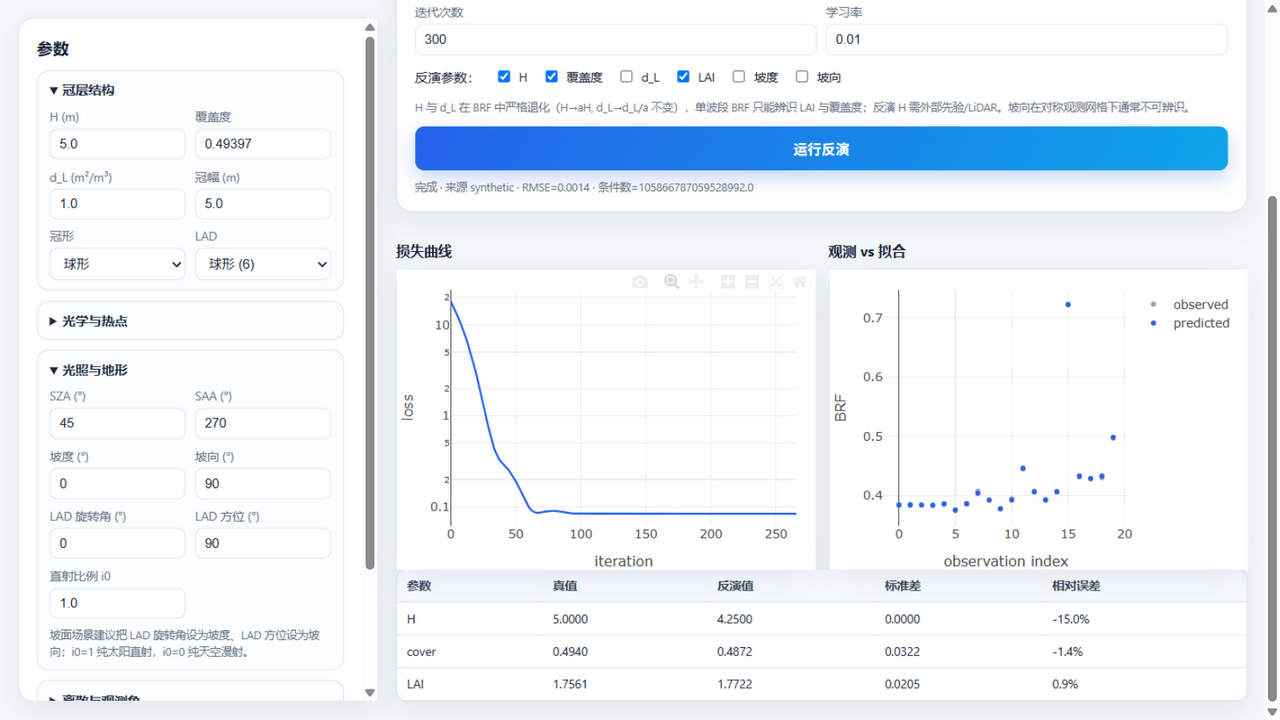 参数
▼ 冠层结构
H (m)
覆盖度
5.0
0.49397
d_L (m²/m³)
冠幅 (m)
1.0
5.0
冠形
LAD
球形
球形 (6)
▶ 光学与热点
▼ 光照与地形
SZA (°)
SAA (°)
45
270
坡度 (°)
坡向 (°)
0
90
LAD 旋转角 (°)
LAD 方位 (°)
0
90
直射比例 i0
1.0
坡面场景建议把 LAD 旋转角设为坡度、LAD 方位设为坡
向；i0=1 纯太阳直射，i0=0 纯天空漫射。
▶ 离散与观测角
迭代次数
学习率
300
0.01
反演参数： H 覆盖度 d_L LAI 坡度 坡向
H 与 d_L 在 BRF 中严格退化（H→aH, d_L→d_L/a 不变），单波段 BRF 只能辨识 LAI 与覆盖度；反演 H 需外部先验/LiDAR。坡向在对称观测网格下通常不可辨识。
运行反演
完成 · 来源 synthetic · RMSE=0.0014 · 条件数=105866787059528992.0
损失曲线
2
10
5
2
1
5
2
0.1
0
50
100
150
200
250
loss
iteration
观测 vs 拟合
observed
predicted
0.7
0.6
0.5
0.4
0
5
10
15
20
BRF
observation index
参数 真值 反演值 标准差 相对误差
H 5.0000 4.2500 0.0000 -15.0%
cover 0.4940 0.4872 0.0322 -1.4%
LAI 1.7561 1.7722 0.0205 0.9%